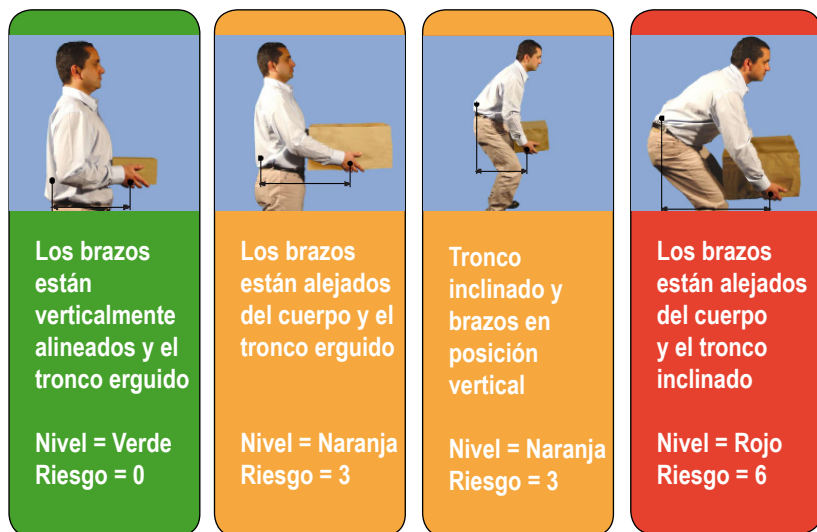 Los brazos
están
verticalmente
alineados y el
tronco erguido
Nivel = Verde
Riesgo = 0
Los brazos
están alejados
del cuerpo y el
tronco erguido
Nivel = Naranja
Riesgo = 3
Tronco
inclinado y
brazos en
posición
vertical
Nivel = Naranja
Riesgo = 3
Los brazos
están alejados
del cuerpo
y el tronco
inclinado
Nivel = Rojo
Riesgo = 6